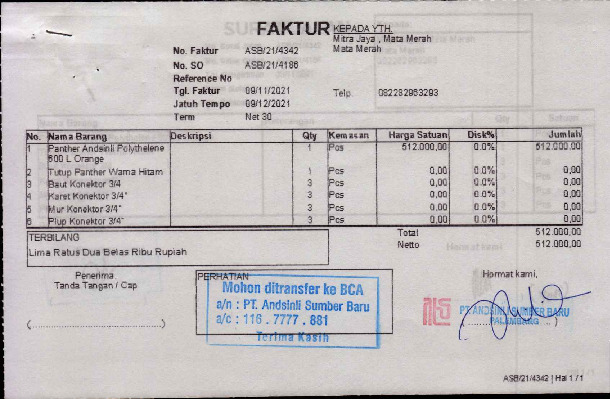 FAKTUR
KEPADA YTH.
Mitra Jaya , Mata Merah
Mata Merah
No. Faktur ASB/21/4342
No. SO ASB/21/4186
Reference No
Tgl. Faktur 09/11/2021 Telp. 082282963293
Jatuh Tempo 09/12/2021
Term Net 30
No. Nama Barang Deskripsi Qty Kemasan Harga Satuan Disk% Jumlah
1 Panther Andsinli Polythelene 1 Pcs 512.000,00 0.0% 512.000,00
600 L Orange
2 Tutup Panther Warna Hitam 1 Pcs 0,00 0.0% 0,00
3 Baut Konektor 3/4 3 Pcs 0,00 0.0% 0,00
4 Karet Konektor 3/4" 3 Pcs 0,00 0.0% 0,00
5 Mur Konektor 3/4" 3 Pcs 0,00 0.0% 0,00
6 Plup Konektor 3/4" 3 Pcs 0,00 0.0% 0,00
TERBILANG Total 512.000,00
Lima Ratus Dua Belas Ribu Rupiah Netto 512.000,00
Penerima PERHATIAN Hormat kami,
Tanda Tangan / Cap
Mohon ditransfer ke BCA
a/n : PT. Andsinli Sumber Baru
a/c : 116 . 7777 . 881
Terima Kasih
PT. ANDSINLI SUMBER BARU
PALEMBANG
(........................) (........................)
ASB/21/4342 | Hal 1 / 1